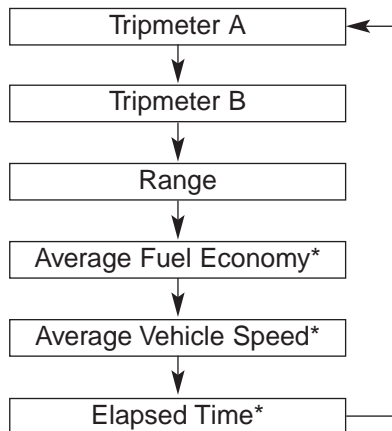 Tripmeter A
Tripmeter B
Range
Average Fuel Economy*
Average Vehicle Speed*
Elapsed Time*